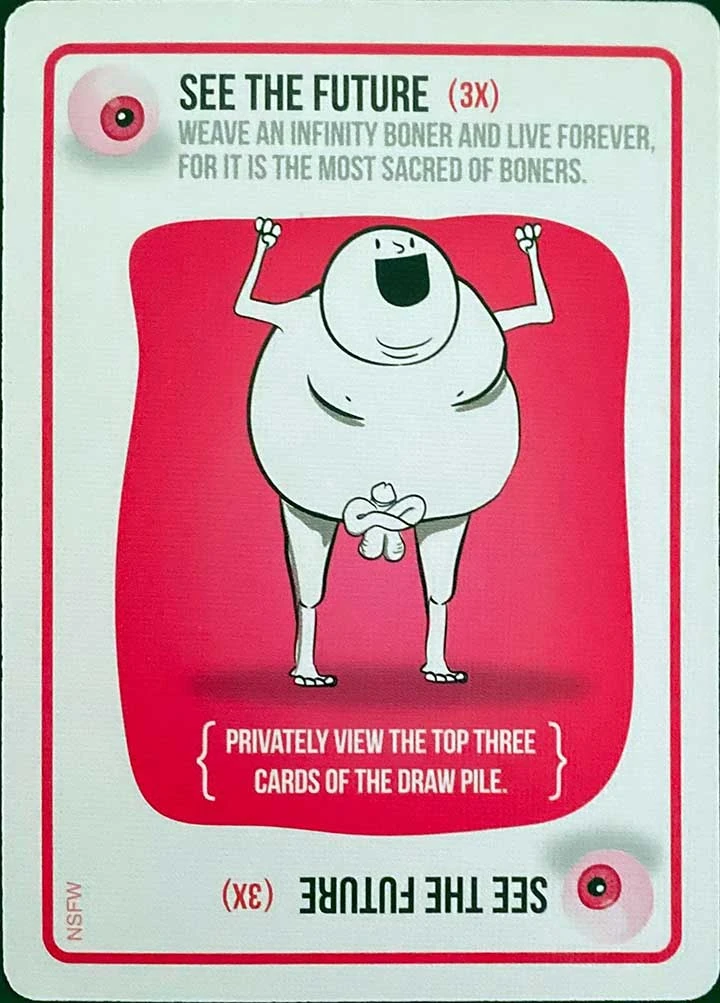 SEE THE FUTURE (3X)
WEAVE AN INFINITY BONER AND LIVE FOREVER,
FOR IT IS THE MOST SACRED OF BONERS.
{ PRIVATELY VIEW THE TOP THREE
CARDS OF THE DRAW PILE. }
SEE THE FUTURE (3X)
NSFW